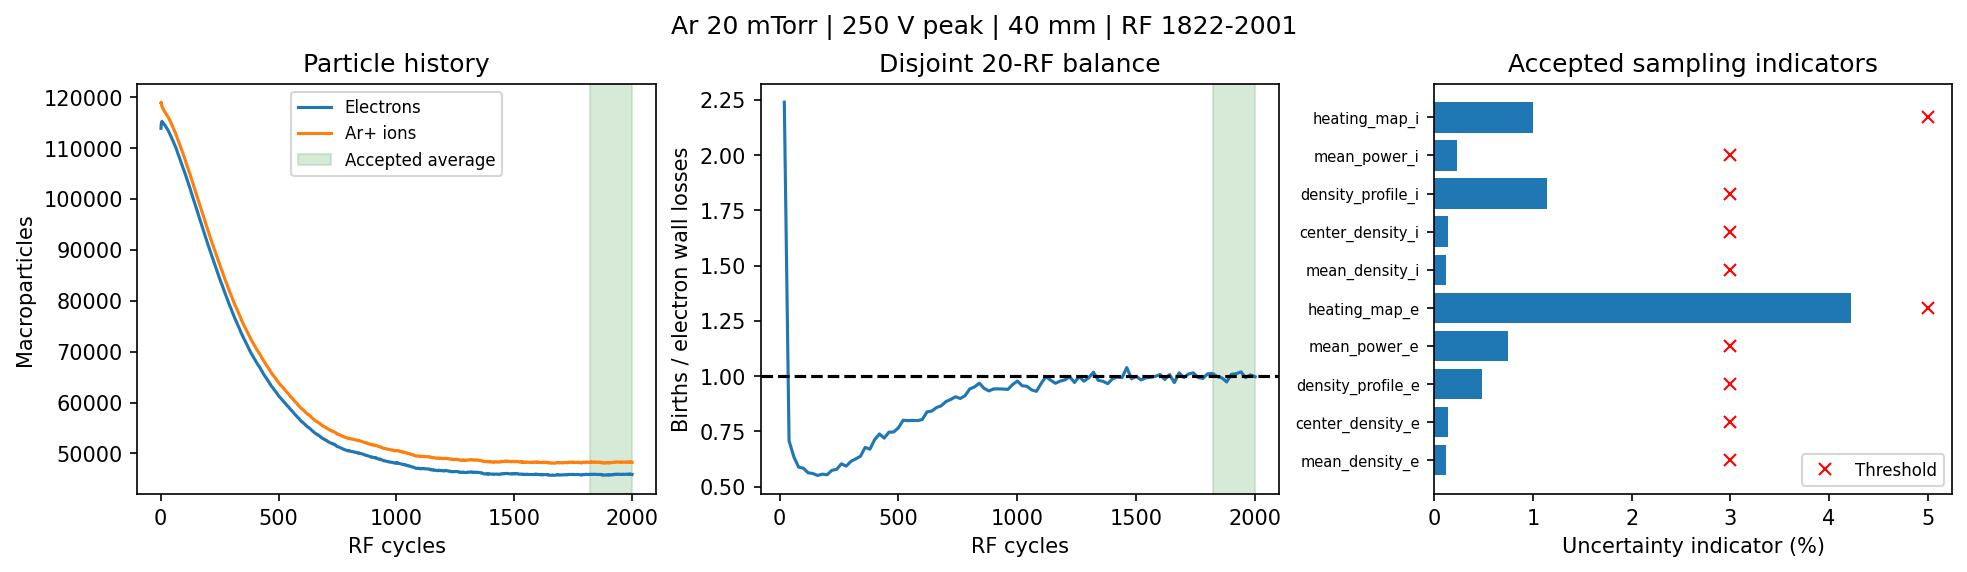 Ar 20 mTorr | 250 V peak | 40 mm | RF 1822-2001
Particle history
Macroparticles
120000
110000
100000
90000
80000
70000
60000
50000
Electrons
Ar+ ions
Accepted average
0
500
1000
1500
2000
RF cycles
Disjoint 20-RF balance
Births / electron wall losses
2.25
2.00
1.75
1.50
1.25
1.00
0.75
0.50
0
500
1000
1500
2000
RF cycles
Accepted sampling indicators
heating_map_i
mean_power_i
density_profile_i
center_density_i
mean_density_i
heating_map_e
mean_power_e
density_profile_e
center_density_e
mean_density_e
Threshold
0
1
2
3
4
5
Uncertainty indicator (%)